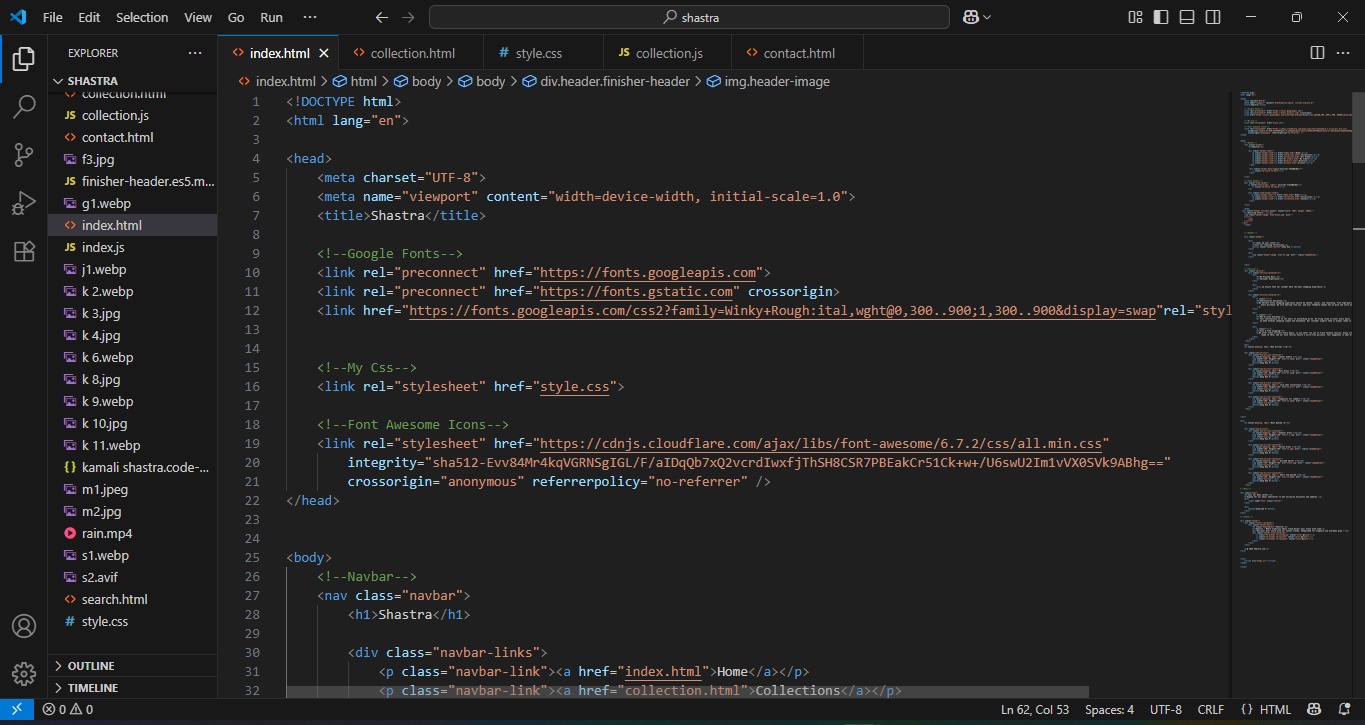 File Edit Selection View Go Run ··· shastra
EXPLORER ···
SHASTRA
collection.html
JS collection.js
contact.html
f3.jpg
JS finisher-header.es5.m...
g1.webp
index.html
JS index.js
j1.webp
k 2.webp
k 3.jpg
k 4.jpg
k 6.webp
k 8.jpg
k 9.webp
k 10.jpg
k 11.webp
{} kamali shastra.code-...
m1.jpeg
m2.jpg
rain.mp4
s1.webp
s2.avif
search.html
# style.css
OUTLINE
TIMELINE
index.html collection.html # style.css JS collection.js contact.html
index.html > html > body > body > div.header.finisher-header > img.header-image
1 <!DOCTYPE html>
2 <html lang="en">
3
4 <head>
5 <meta charset="UTF-8">
6 <meta name="viewport" content="width=device-width, initial-scale=1.0">
7 <title>Shastra</title>
8
9 <!--Google Fonts-->
10 <link rel="preconnect" href="https://fonts.googleapis.com">
11 <link rel="preconnect" href="https://fonts.gstatic.com" crossorigin>
12 <link href="https://fonts.googleapis.com/css2?family=Winky+Rough:ital,wght@0,300..900;1,300..900&display=swap"rel="styl
13
14
15 <!--My Css-->
16 <link rel="stylesheet" href="style.css">
17
18 <!--Font Awesome Icons-->
19 <link rel="stylesheet" href="https://cdnjs.cloudflare.com/ajax/libs/font-awesome/6.7.2/css/all.min.css"
20 integrity="sha512-Evv84Mr4kqVGRNSgIGL/F/aIDqQb7xQ2vcrdIwxfjThSH8CSR7PBEakCr51Ck+w+/U6swU2Im1vVX0SVk9ABhg=="
21 crossorigin="anonymous" referrerpolicy="no-referrer" />
22 </head>
23
24
25 <body>
26 <!--Navbar-->
27 <nav class="navbar">
28 <h1>Shastra</h1>
29
30 <div class="navbar-links">
31 <p class="navbar-link"><a href="index.html">Home</a></p>
32 <p class="navbar-link"><a href="collection.html">Collections</a></p>
0 0 Ln 62, Col 53 Spaces: 4 UTF-8 CRLF {} HTML